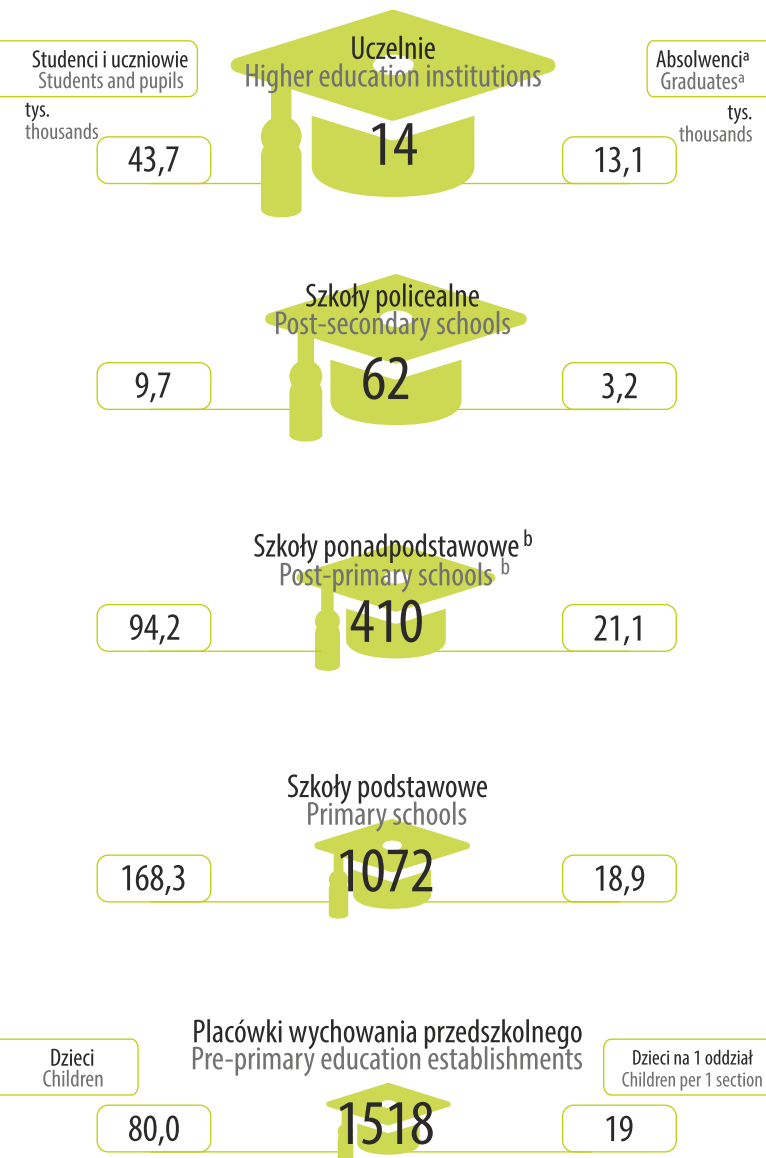 Studenci i uczniowie
Students and pupils
tys.
thousands
Uczelnie
Higher education institutions
Absolwenciᵃ
Graduatesᵃ
tys.
thousands
43,7
14
13,1
Szkoły policealne
Post-secondary schools
9,7
62
3,2
Szkoły ponadpodstawowe ᵇ
Post-primary schools ᵇ
94,2
410
21,1
Szkoły podstawowe
Primary schools
168,3
1072
18,9
Placówki wychowania przedszkolnego
Pre-primary education establishments
Dzieci
Children
Dzieci na 1 oddział
Children per 1 section
80,0
1518
19